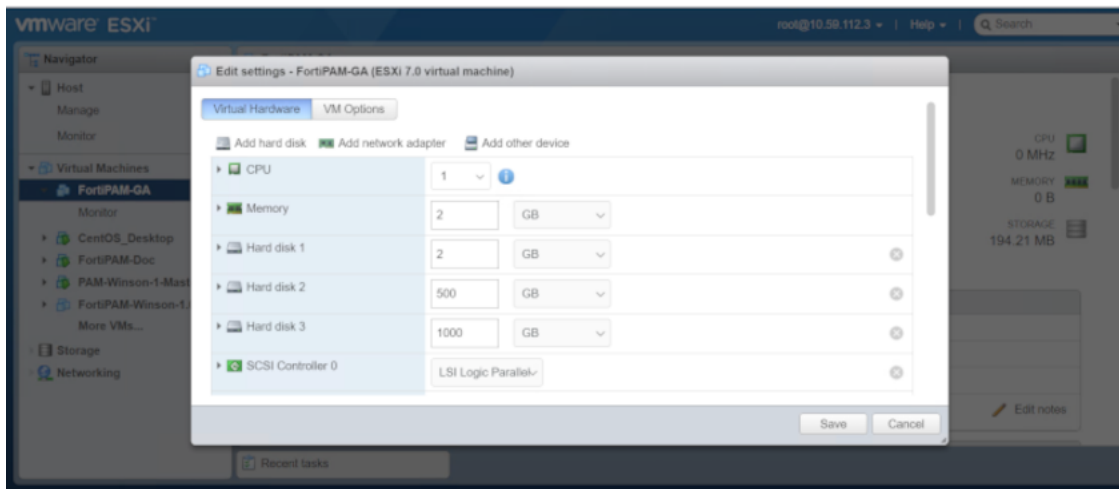 vmware ESXi
root@10.59.112.3 | Help | Search
Navigator
Host
Manage
Monitor
Virtual Machines
FortiPAM-GA
Monitor
CentOS_Desktop
FortiPAM-Doc
PAM-Winson-1-Mast
FortiPAM-Winson-1.
More VMs...
Storage
Networking
Edit settings - FortiPAM-GA (ESXi 7.0 virtual machine)
Virtual Hardware VM Options
Add hard disk Add network adapter Add other device
CPU 1
Memory 2 GB
Hard disk 1 2 GB
Hard disk 2 500 GB
Hard disk 3 1000 GB
SCSI Controller 0 LSI Logic Parallel
Save Cancel
CPU
0 MHz
MEMORY
0 B
STORAGE
194.21 MB
Edit notes
Recent tasks